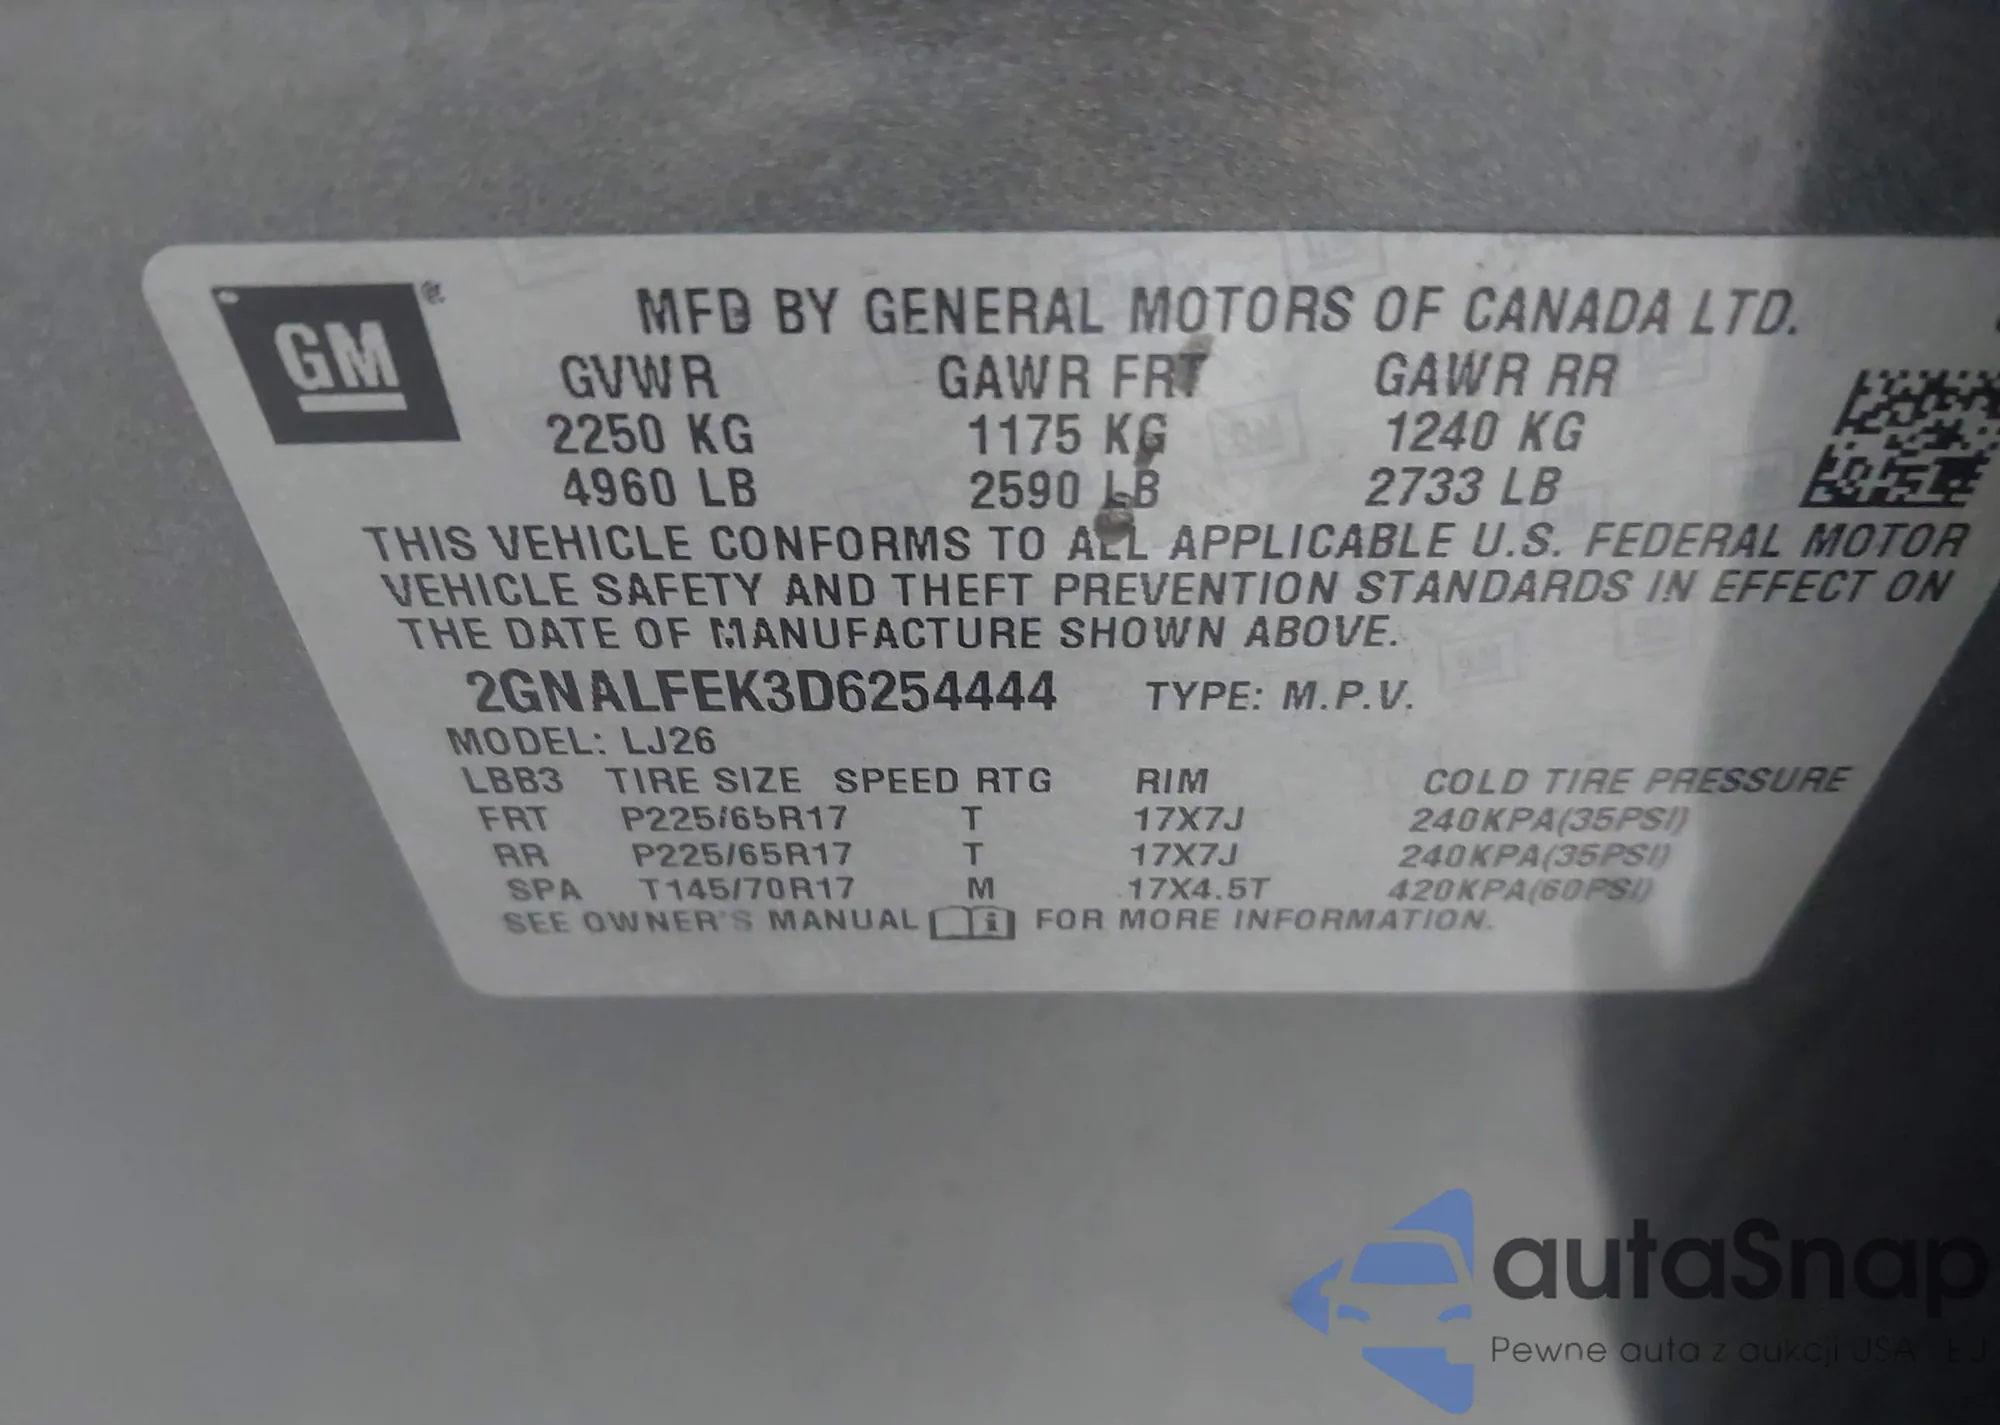 GM ®
MFD BY GENERAL MOTORS OF CANADA LTD.
GVWR GAWR FRT GAWR RR
2250 KG 1175 KG 1240 KG
4960 LB 2590 LB 2733 LB
THIS VEHICLE CONFORMS TO ALL APPLICABLE U.S. FEDERAL MOTOR
VEHICLE SAFETY AND THEFT PREVENTION STANDARDS IN EFFECT ON
THE DATE OF MANUFACTURE SHOWN ABOVE.
2GNALFEK3D6254444 TYPE: M.P.V.
MODEL: LJ26
LBB3 TIRE SIZE SPEED RTG RIM COLD TIRE PRESSURE
FRT P225/65R17 T 17X7J 240KPA(35PSI)
RR P225/65R17 T 17X7J 240KPA(35PSI)
SPA T145/70R17 M 17X4.5T 420KPA(60PSI)
SEE OWNER'S MANUAL i FOR MORE INFORMATION.
autaSnap
Pewne auta z aukcji USA